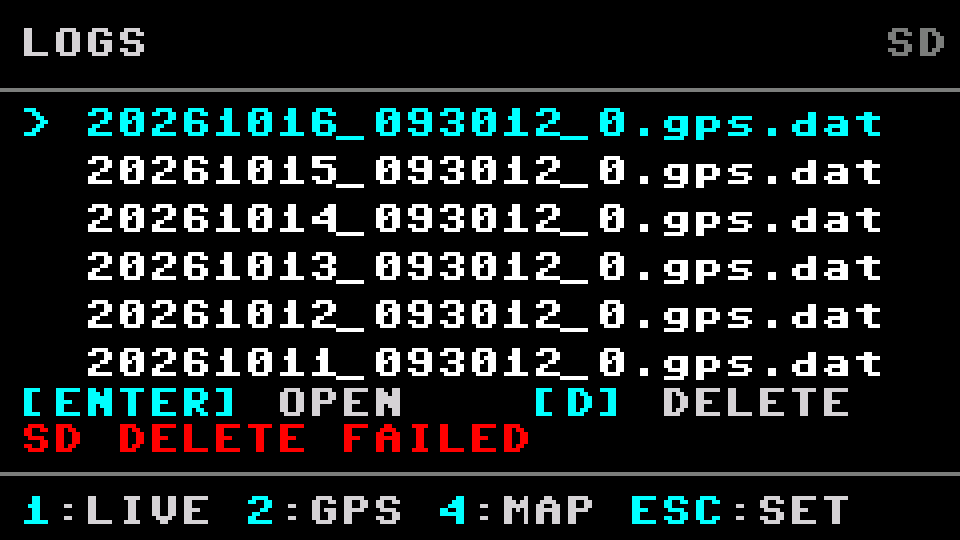 LOGS SD
> 20261016_093012_0.gps.dat
20261015_093012_0.gps.dat
20261014_093012_0.gps.dat
20261013_093012_0.gps.dat
20261012_093012_0.gps.dat
20261011_093012_0.gps.dat
[ENTER] OPEN [D] DELETE
SD DELETE FAILED
1:LIVE 2:GPS 4:MAP ESC:SET